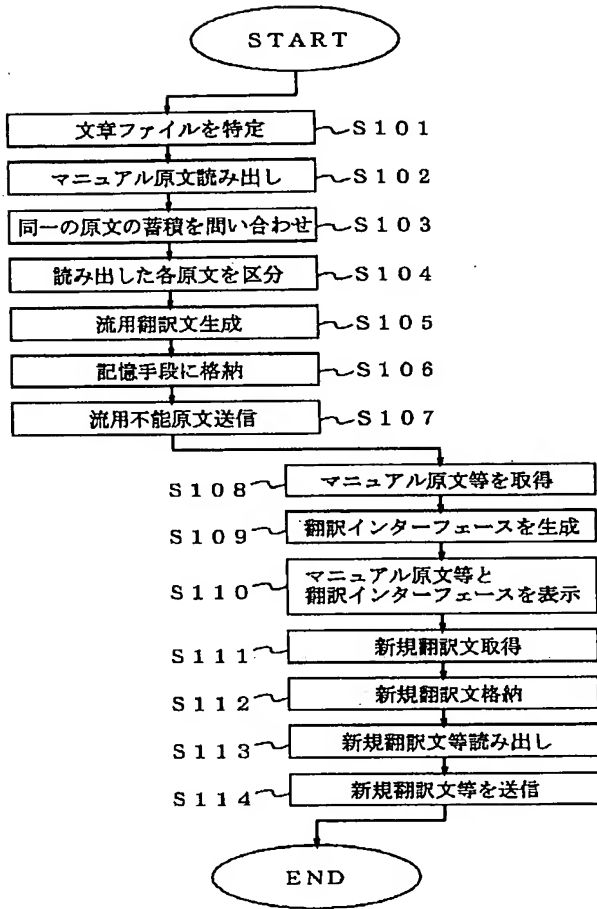 START
文章ファイルを特定 S101
マニュアル原文読み出し S102
同一の原文の蓄積を問い合わせ S103
読み出した各原文を区分 S104
流用翻訳文生成 S105
記憶手段に格納 S106
流用不能原文送信 S107
S108 マニュアル原文等を取得
S109 翻訳インターフェースを生成
マニュアル原文等と
S110 翻訳インターフェースを表示
S111 新規翻訳文取得
S112 新規翻訳文格納
S113 新規翻訳文等読み出し
S114 新規翻訳文等を送信
END